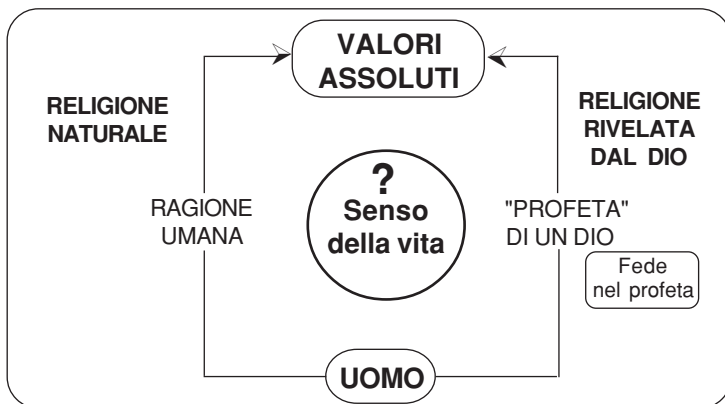 VALORI
ASSOLUTI
RELIGIONE
NATURALE
RELIGIONE
RIVELATA
DAL DIO
?
Senso
della vita
RAGIONE
UMANA
"PROFETA"
DI UN DIO
Fede
nel profeta
UOMO